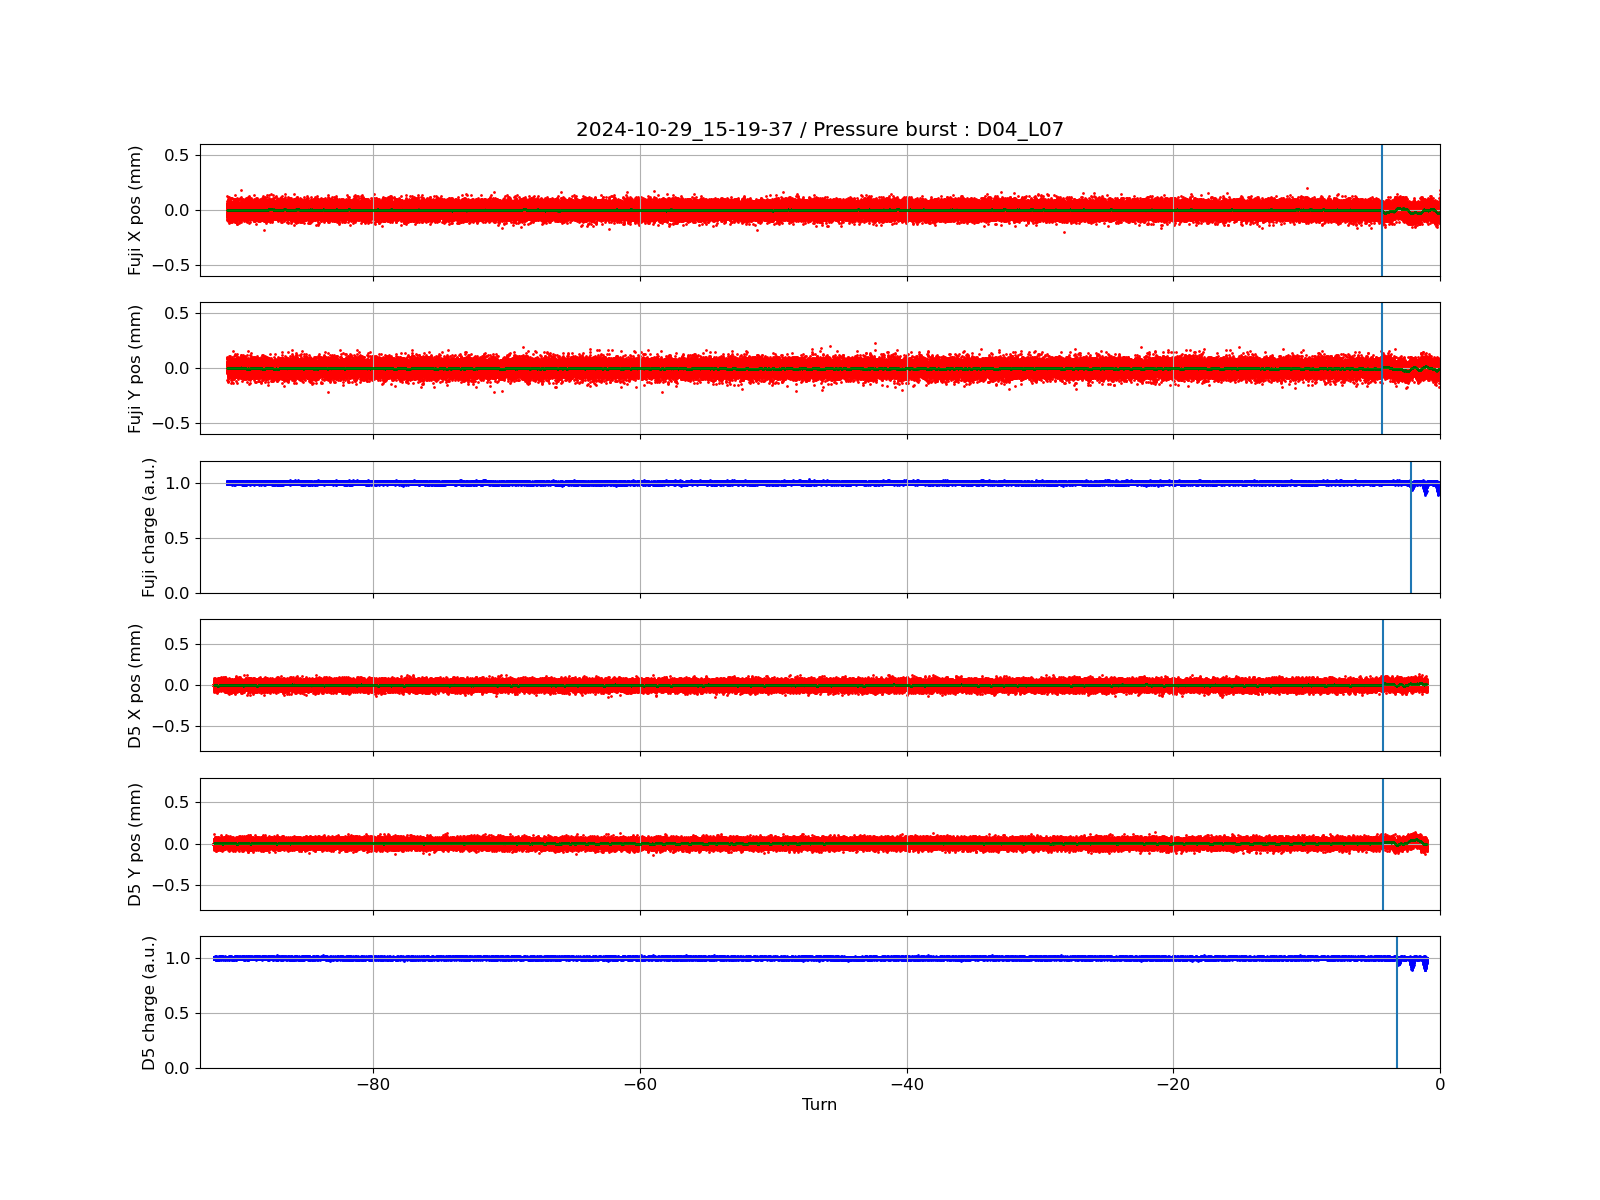 2024-10-29_15-19-37 / Pressure burst : D04_L07
Fuji X pos (mm)
0.5
0.0
−0.5
Fuji Y pos (mm)
0.5
0.0
−0.5
Fuji charge (a.u.)
1.0
0.5
0.0
D5 X pos (mm)
0.5
0.0
−0.5
D5 Y pos (mm)
0.5
0.0
−0.5
D5 charge (a.u.)
1.0
0.5
0.0
−80 −60 −40 −20 0
Turn